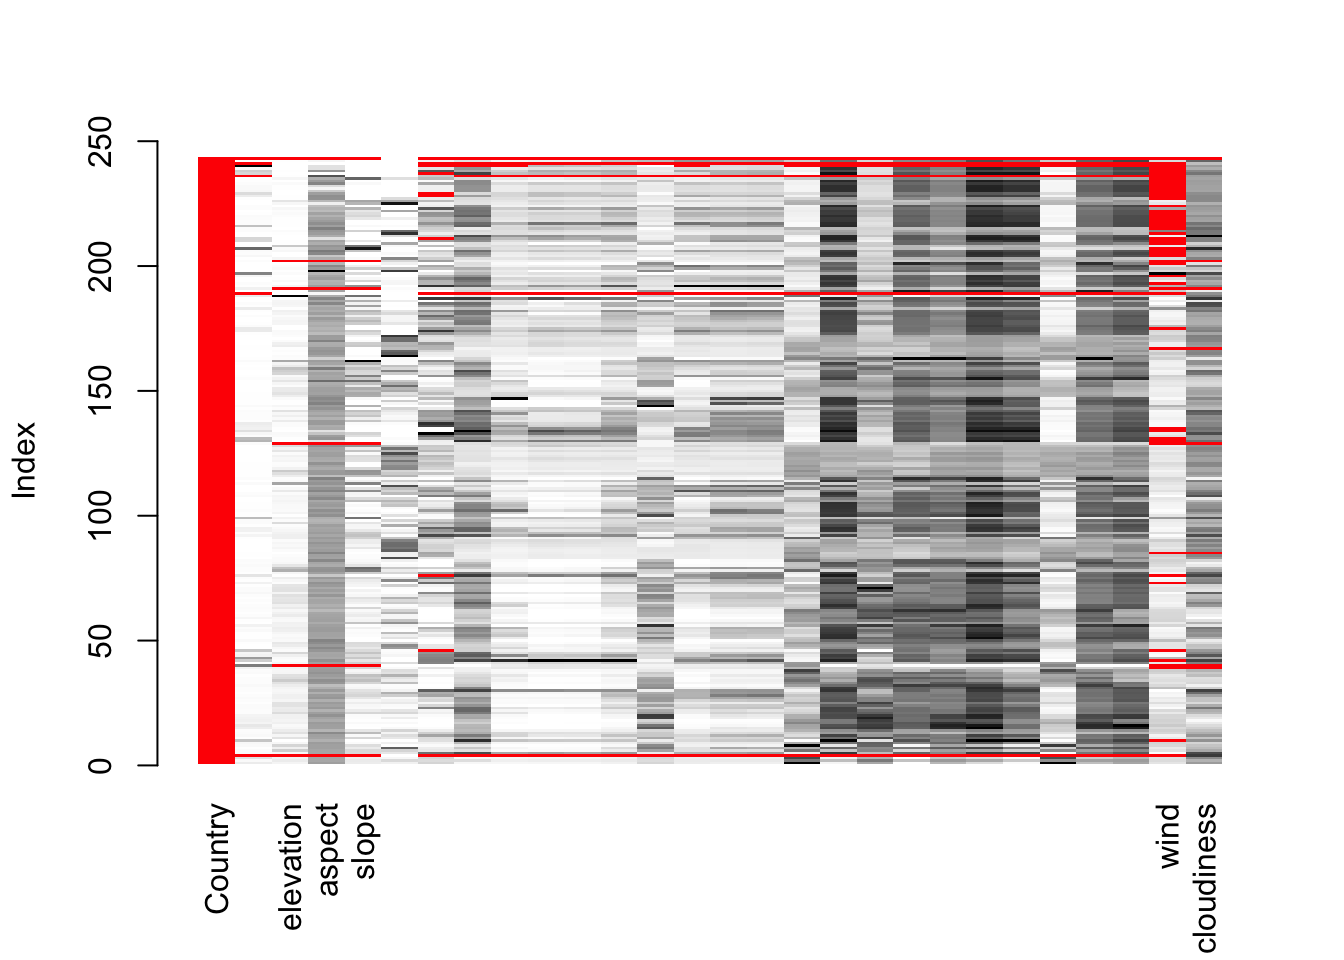 250
200
150
100
50
0
Index
Country
elevation
aspect
slope
wind
cloudiness